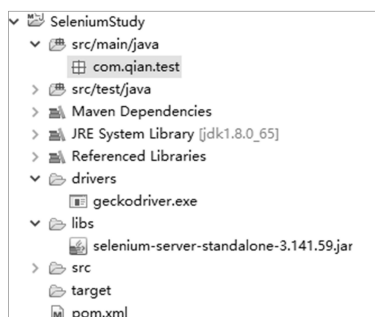 SeleniumStudy
src/main/java
com.qian.test
src/test/java
Maven Dependencies
JRE System Library [jdk1.8.0_65]
Referenced Libraries
drivers
geckodriver.exe
libs
selenium-server-standalone-3.141.59.jar
src
target
pom.xml